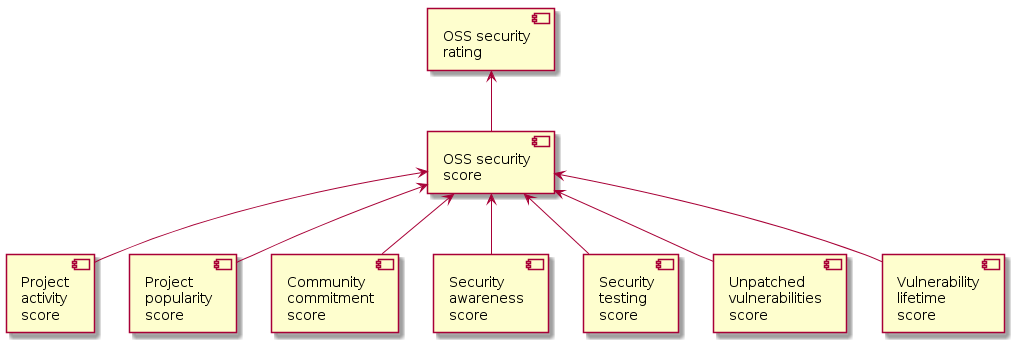 OSS security
rating
OSS security
score
Project
activity
score
Project
popularity
score
Community
commitment
score
Security
awareness
score
Security
testing
score
Unpatched
vulnerabilities
score
Vulnerability
lifetime
score